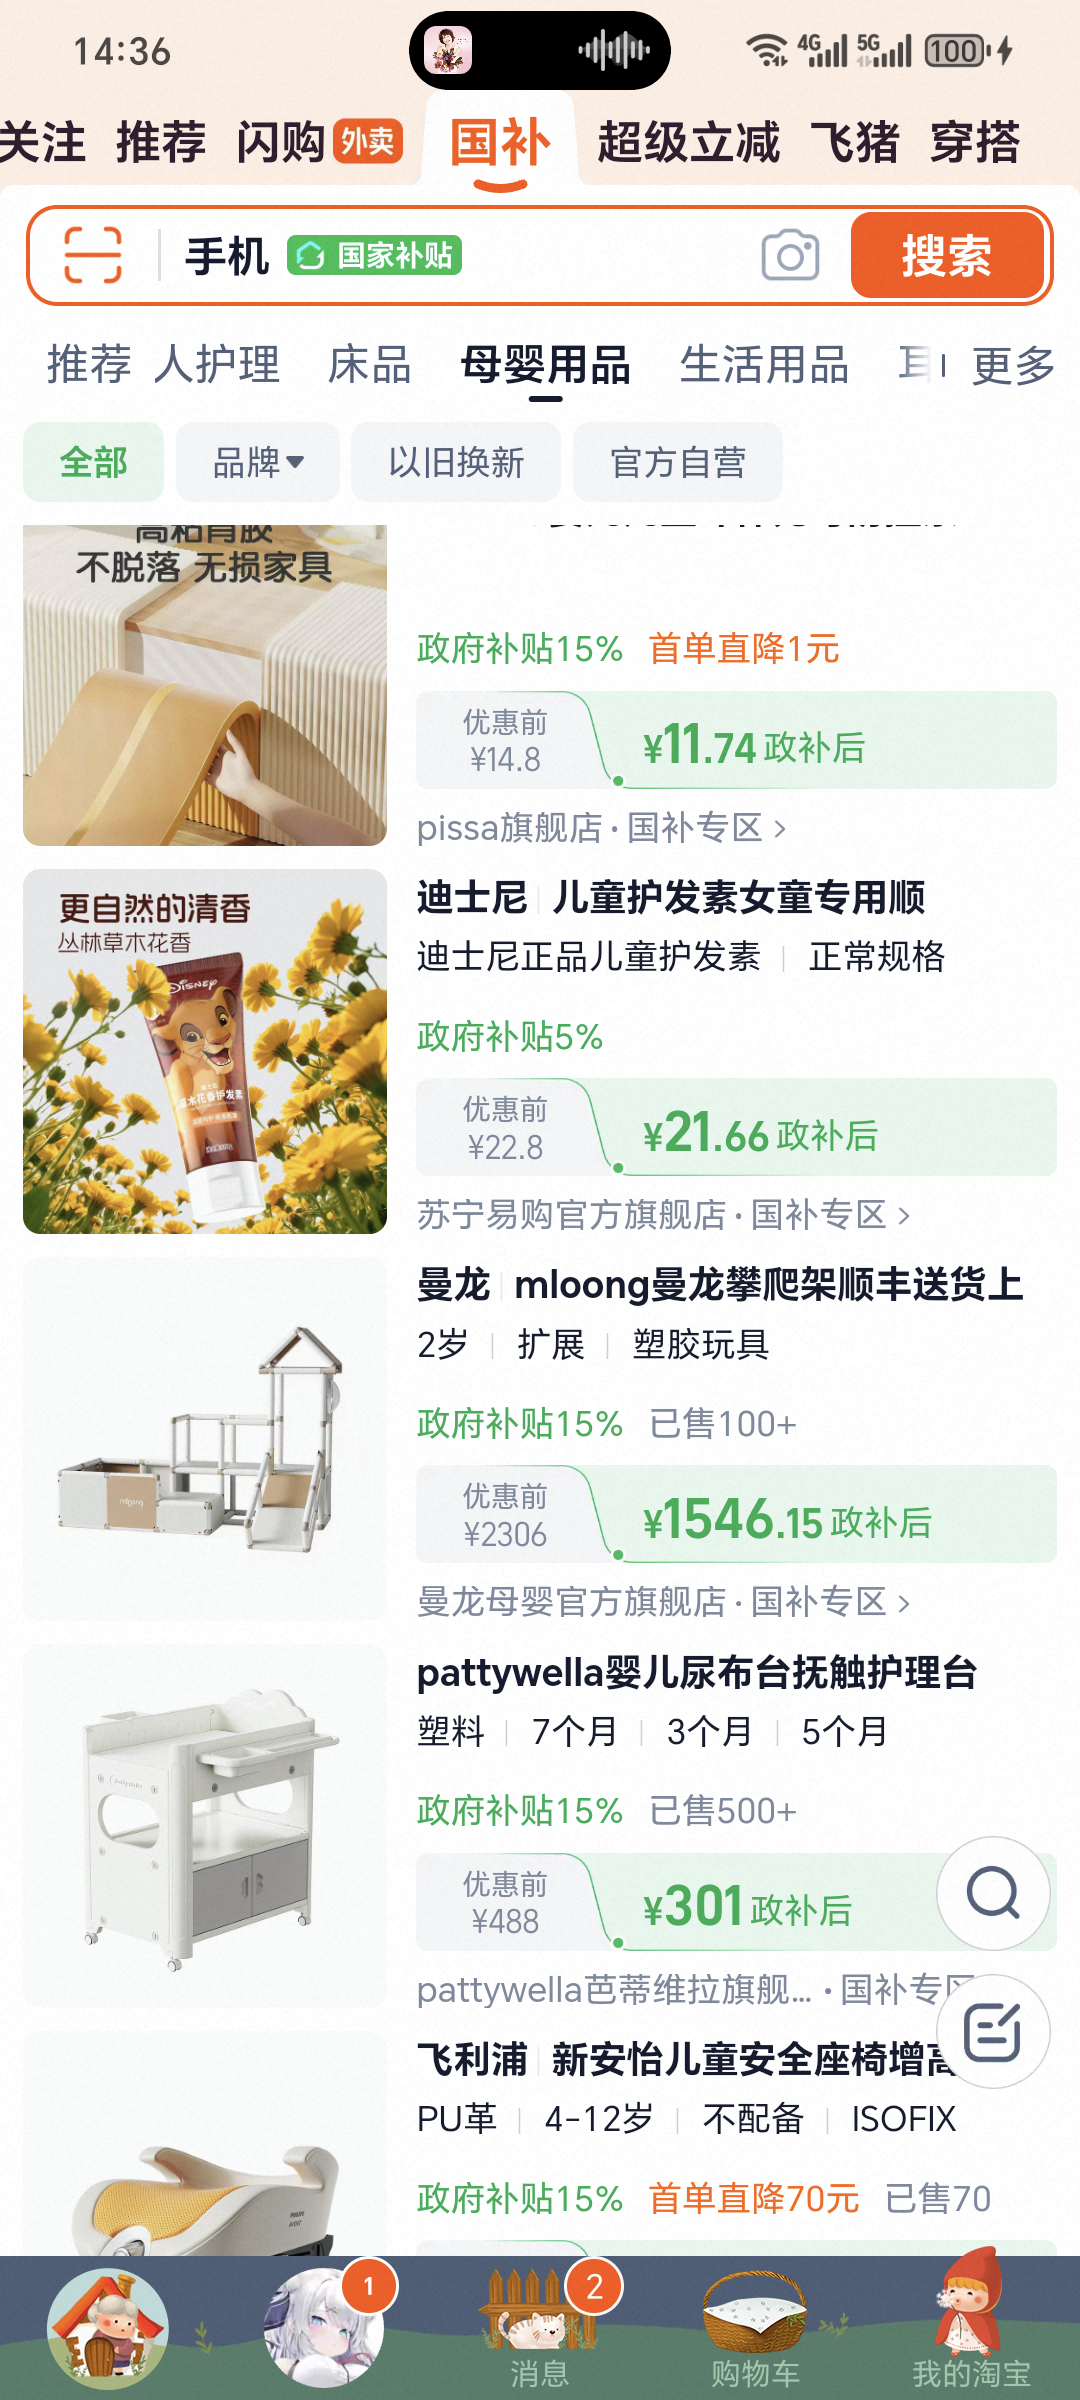 14:36
4G
5G
100
关注 推荐 闪购 外卖 国补 超级立减 飞猪 穿搭
手机 国家补贴 搜索
推荐 人护理 床品 母婴用品 生活用品 更多
全部 品牌 以旧换新 官方自营
高粘背胶
不脱落 无损家具
政府补贴15% 首单直降1元
优惠前
¥14.8
¥11.74 政补后
pissa旗舰店 · 国补专区 >
更自然的清香
丛林草木花香
Disney
草木花香护发素
迪士尼 儿童护发素女童专用顺
迪士尼正品儿童护发素 正常规格
政府补贴5%
优惠前
¥22.8
¥21.66 政补后
苏宁易购官方旗舰店 · 国补专区 >
曼龙 mloong曼龙攀爬架顺丰送货上
2岁 扩展 塑胶玩具
政府补贴15% 已售100+
优惠前
¥2306
¥1546.15 政补后
曼龙母婴官方旗舰店 · 国补专区 >
pattywella婴儿尿布台抚触护理台
塑料 7个月 3个月 5个月
政府补贴15% 已售500+
优惠前
¥488
¥301 政补后
pattywella芭蒂维拉旗舰... · 国补专区
飞利浦 新安怡儿童安全座椅增高
PU革 4-12岁 不配备 ISOFIX
政府补贴15% 首单直降70元 已售70
1
2
消息
购物车
我的淘宝